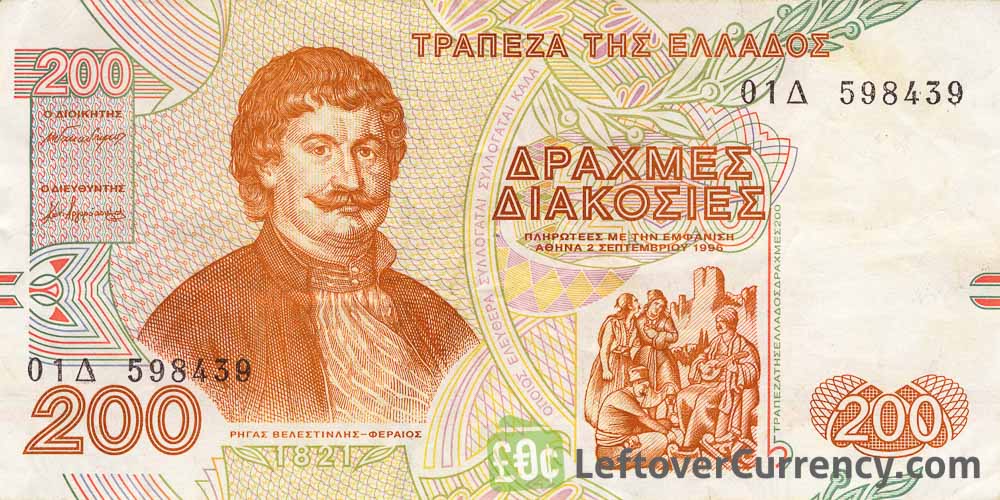 200
Ο ΔΙΟΙΚΗΤΗΣ
Ο ΔΙΕΥΘΥΝΤΗΣ
ΤΡΑΠΕΖΑ ΤΗΣ ΕΛΛΑΔΟΣ
01Δ 598439
ΔΡΑΧΜΕΣ
ΔΙΑΚΟΣΙΕΣ
ΠΛΗΡΩΤΕΕΣ ΜΕ ΤΗΝ ΕΜΦΑΝΙΣΗ
ΑΘΗΝΑ 2 ΣΕΠΤΕΜΒΡΙΟΥ 1996
ΟΠΟΙΟΣ ΕΛΕΥΘΕΡΑ ΣΥΛΛΟΓΑΤΑΙ ΣΥΛΛΟΓΑΤΑΙ ΚΑΛΑ
ΤΡΑΠΕΖΑΤΗΣΕΛΛΑΔΟΣΔΡΑΧΜΕΣ200
01Δ 598439
200
ΡΗΓΑΣ ΒΕΛΕΣΤΙΝΛΗΣ-ΦΕΡΑΙΟΣ
1821
200
£0¢
LeftoverCurrency.com